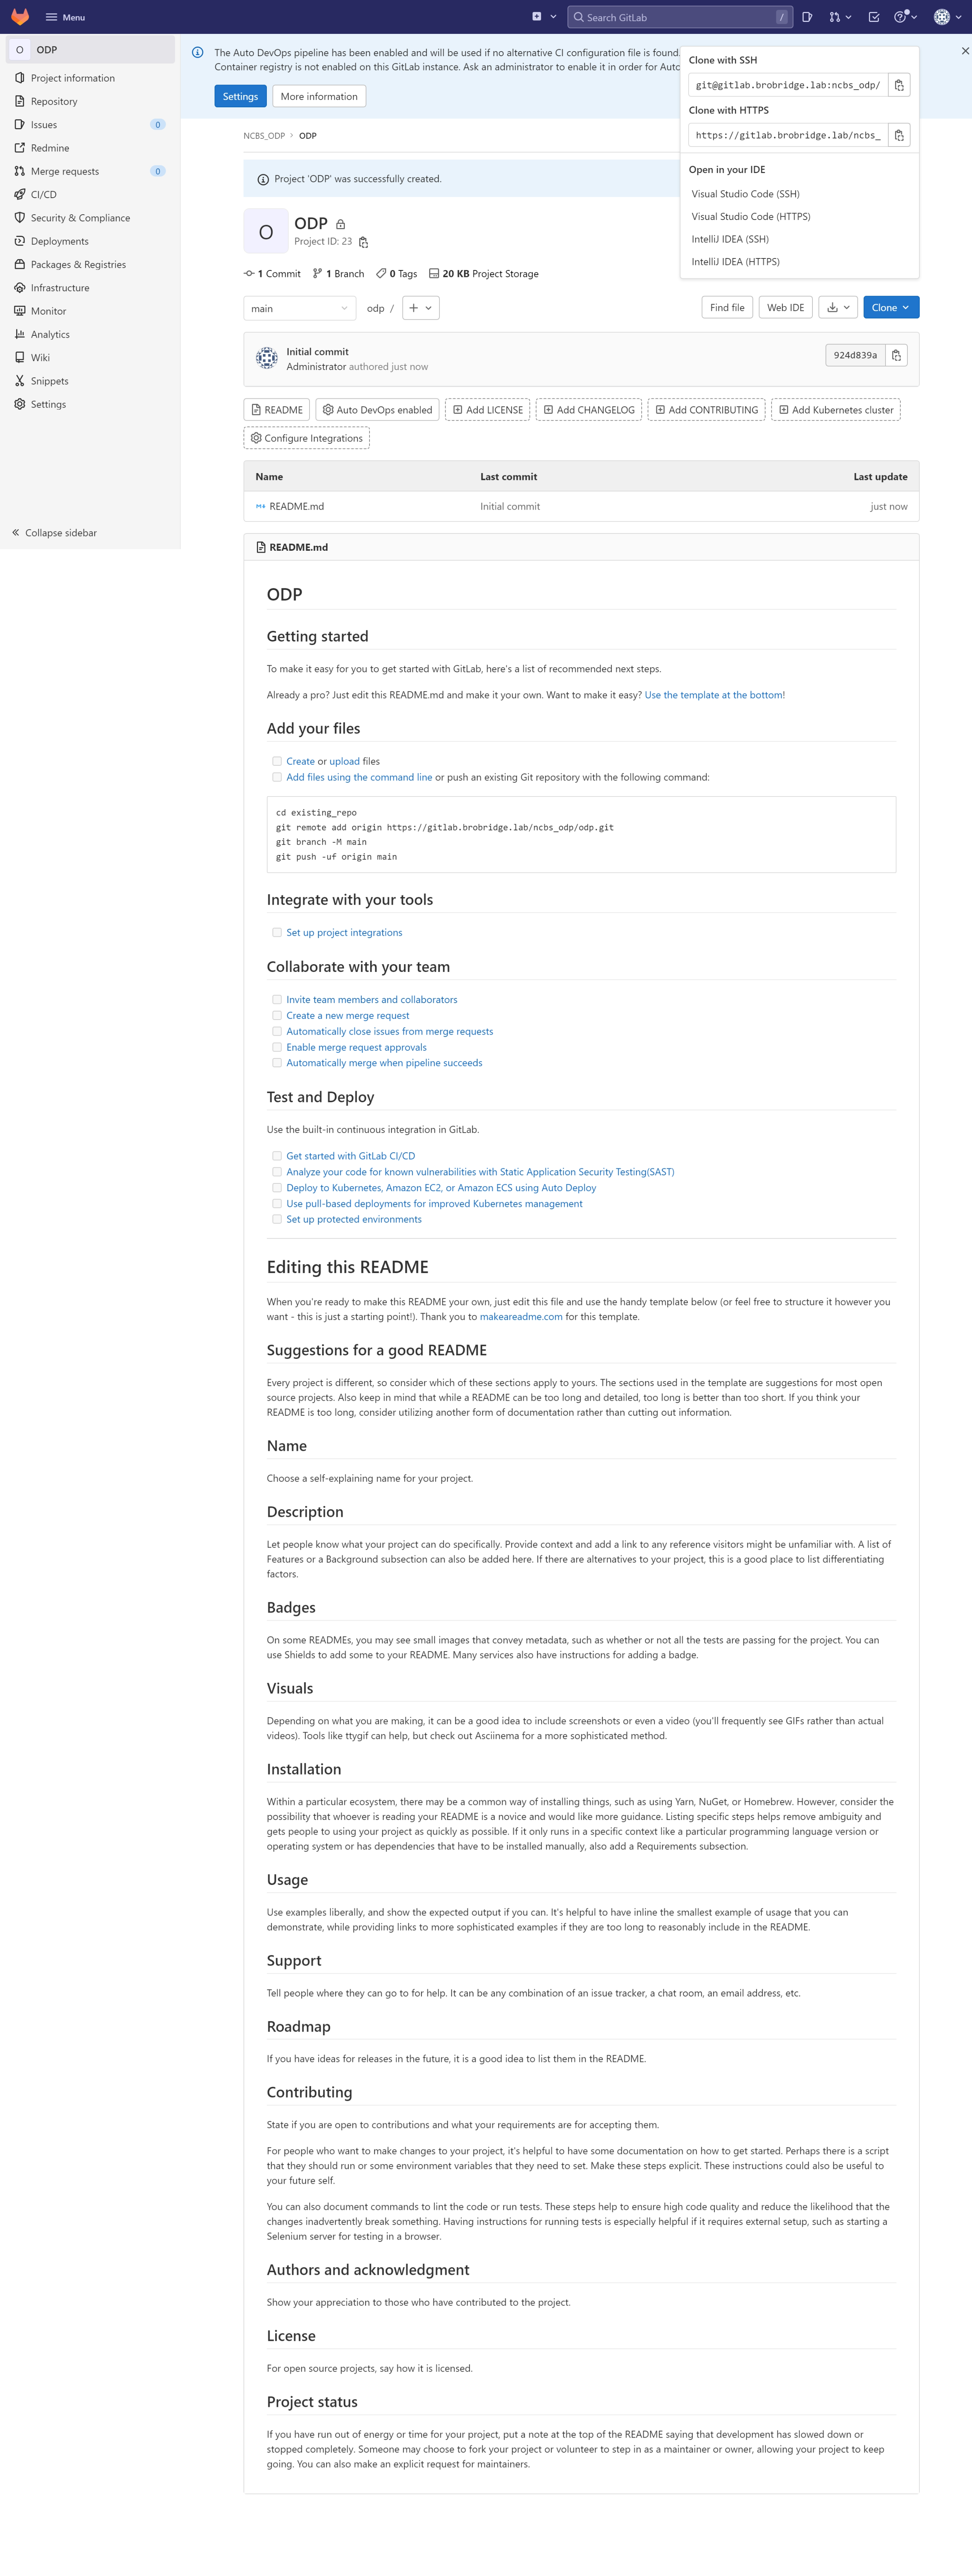 Menu
Search GitLab
/
O ODP
Project information
Repository
Issues 0
Redmine
Merge requests 0
CI/CD
Security & Compliance
Deployments
Packages & Registries
Infrastructure
Monitor
Analytics
Wiki
Snippets
Settings
Collapse sidebar
The Auto DevOps pipeline has been enabled and will be used if no alternative CI configuration file is found.
Container registry is not enabled on this GitLab instance. Ask an administrator to enable it in order for Auto
Settings
More information
Clone with SSH
git@gitlab.brobridge.lab:ncbs_odp/
Clone with HTTPS
https://gitlab.brobridge.lab/ncbs_
Open in your IDE
Visual Studio Code (SSH)
Visual Studio Code (HTTPS)
IntelliJ IDEA (SSH)
IntelliJ IDEA (HTTPS)
NCBS_ODP > ODP
Project 'ODP' was successfully created.
O
ODP
Project ID: 23
1 Commit 1 Branch 0 Tags 20 KB Project Storage
main
odp /
Find file
Web IDE
Clone
Initial commit
Administrator authored just now
924d839a
README
Auto DevOps enabled
Add LICENSE
Add CHANGELOG
Add CONTRIBUTING
Add Kubernetes cluster
Configure Integrations
Name Last commit Last update
README.md Initial commit just now
README.md
ODP
Getting started
To make it easy for you to get started with GitLab, here's a list of recommended next steps.
Already a pro? Just edit this README.md and make it your own. Want to make it easy? Use the template at the bottom!
Add your files
Create or upload files
Add files using the command line or push an existing Git repository with the following command:
cd existing_repo
git remote add origin https://gitlab.brobridge.lab/ncbs_odp/odp.git
git branch -M main
git push -uf origin main
Integrate with your tools
Set up project integrations
Collaborate with your team
Invite team members and collaborators
Create a new merge request
Automatically close issues from merge requests
Enable merge request approvals
Automatically merge when pipeline succeeds
Test and Deploy
Use the built-in continuous integration in GitLab.
Get started with GitLab CI/CD
Analyze your code for known vulnerabilities with Static Application Security Testing(SAST)
Deploy to Kubernetes, Amazon EC2, or Amazon ECS using Auto Deploy
Use pull-based deployments for improved Kubernetes management
Set up protected environments
Editing this README
When you're ready to make this README your own, just edit this file and use the handy template below (or feel free to structure it however you
want - this is just a starting point!). Thank you to makeareadme.com for this template.
Suggestions for a good README
Every project is different, so consider which of these sections apply to yours. The sections used in the template are suggestions for most open
source projects. Also keep in mind that while a README can be too long and detailed, too long is better than too short. If you think your
README is too long, consider utilizing another form of documentation rather than cutting out information.
Name
Choose a self-explaining name for your project.
Description
Let people know what your project can do specifically. Provide context and add a link to any reference visitors might be unfamiliar with. A list of
Features or a Background subsection can also be added here. If there are alternatives to your project, this is a good place to list differentiating
factors.
Badges
On some READMEs, you may see small images that convey metadata, such as whether or not all the tests are passing for the project. You can
use Shields to add some to your README. Many services also have instructions for adding a badge.
Visuals
Depending on what you are making, it can be a good idea to include screenshots or even a video (you'll frequently see GIFs rather than actual
videos). Tools like ttygif can help, but check out Asciinema for a more sophisticated method.
Installation
Within a particular ecosystem, there may be a common way of installing things, such as using Yarn, NuGet, or Homebrew. However, consider the
possibility that whoever is reading your README is a novice and would like more guidance. Listing specific steps helps remove ambiguity and
gets people to using your project as quickly as possible. If it only runs in a specific context like a particular programming language version or
operating system or has dependencies that have to be installed manually, also add a Requirements subsection.
Usage
Use examples liberally, and show the expected output if you can. It's helpful to have inline the smallest example of usage that you can
demonstrate, while providing links to more sophisticated examples if they are too long to reasonably include in the README.
Support
Tell people where they can go to for help. It can be any combination of an issue tracker, a chat room, an email address, etc.
Roadmap
If you have ideas for releases in the future, it is a good idea to list them in the README.
Contributing
State if you are open to contributions and what your requirements are for accepting them.
For people who want to make changes to your project, it's helpful to have some documentation on how to get started. Perhaps there is a script
that they should run or some environment variables that they need to set. Make these steps explicit. These instructions could also be useful to
your future self.
You can also document commands to lint the code or run tests. These steps help to ensure high code quality and reduce the likelihood that the
changes inadvertently break something. Having instructions for running tests is especially helpful if it requires external setup, such as starting a
Selenium server for testing in a browser.
Authors and acknowledgment
Show your appreciation to those who have contributed to the project.
License
For open source projects, say how it is licensed.
Project status
If you have run out of energy or time for your project, put a note at the top of the README saying that development has slowed down or
stopped completely. Someone may choose to fork your project or volunteer to step in as a maintainer or owner, allowing your project to keep
going. You can also make an explicit request for maintainers.